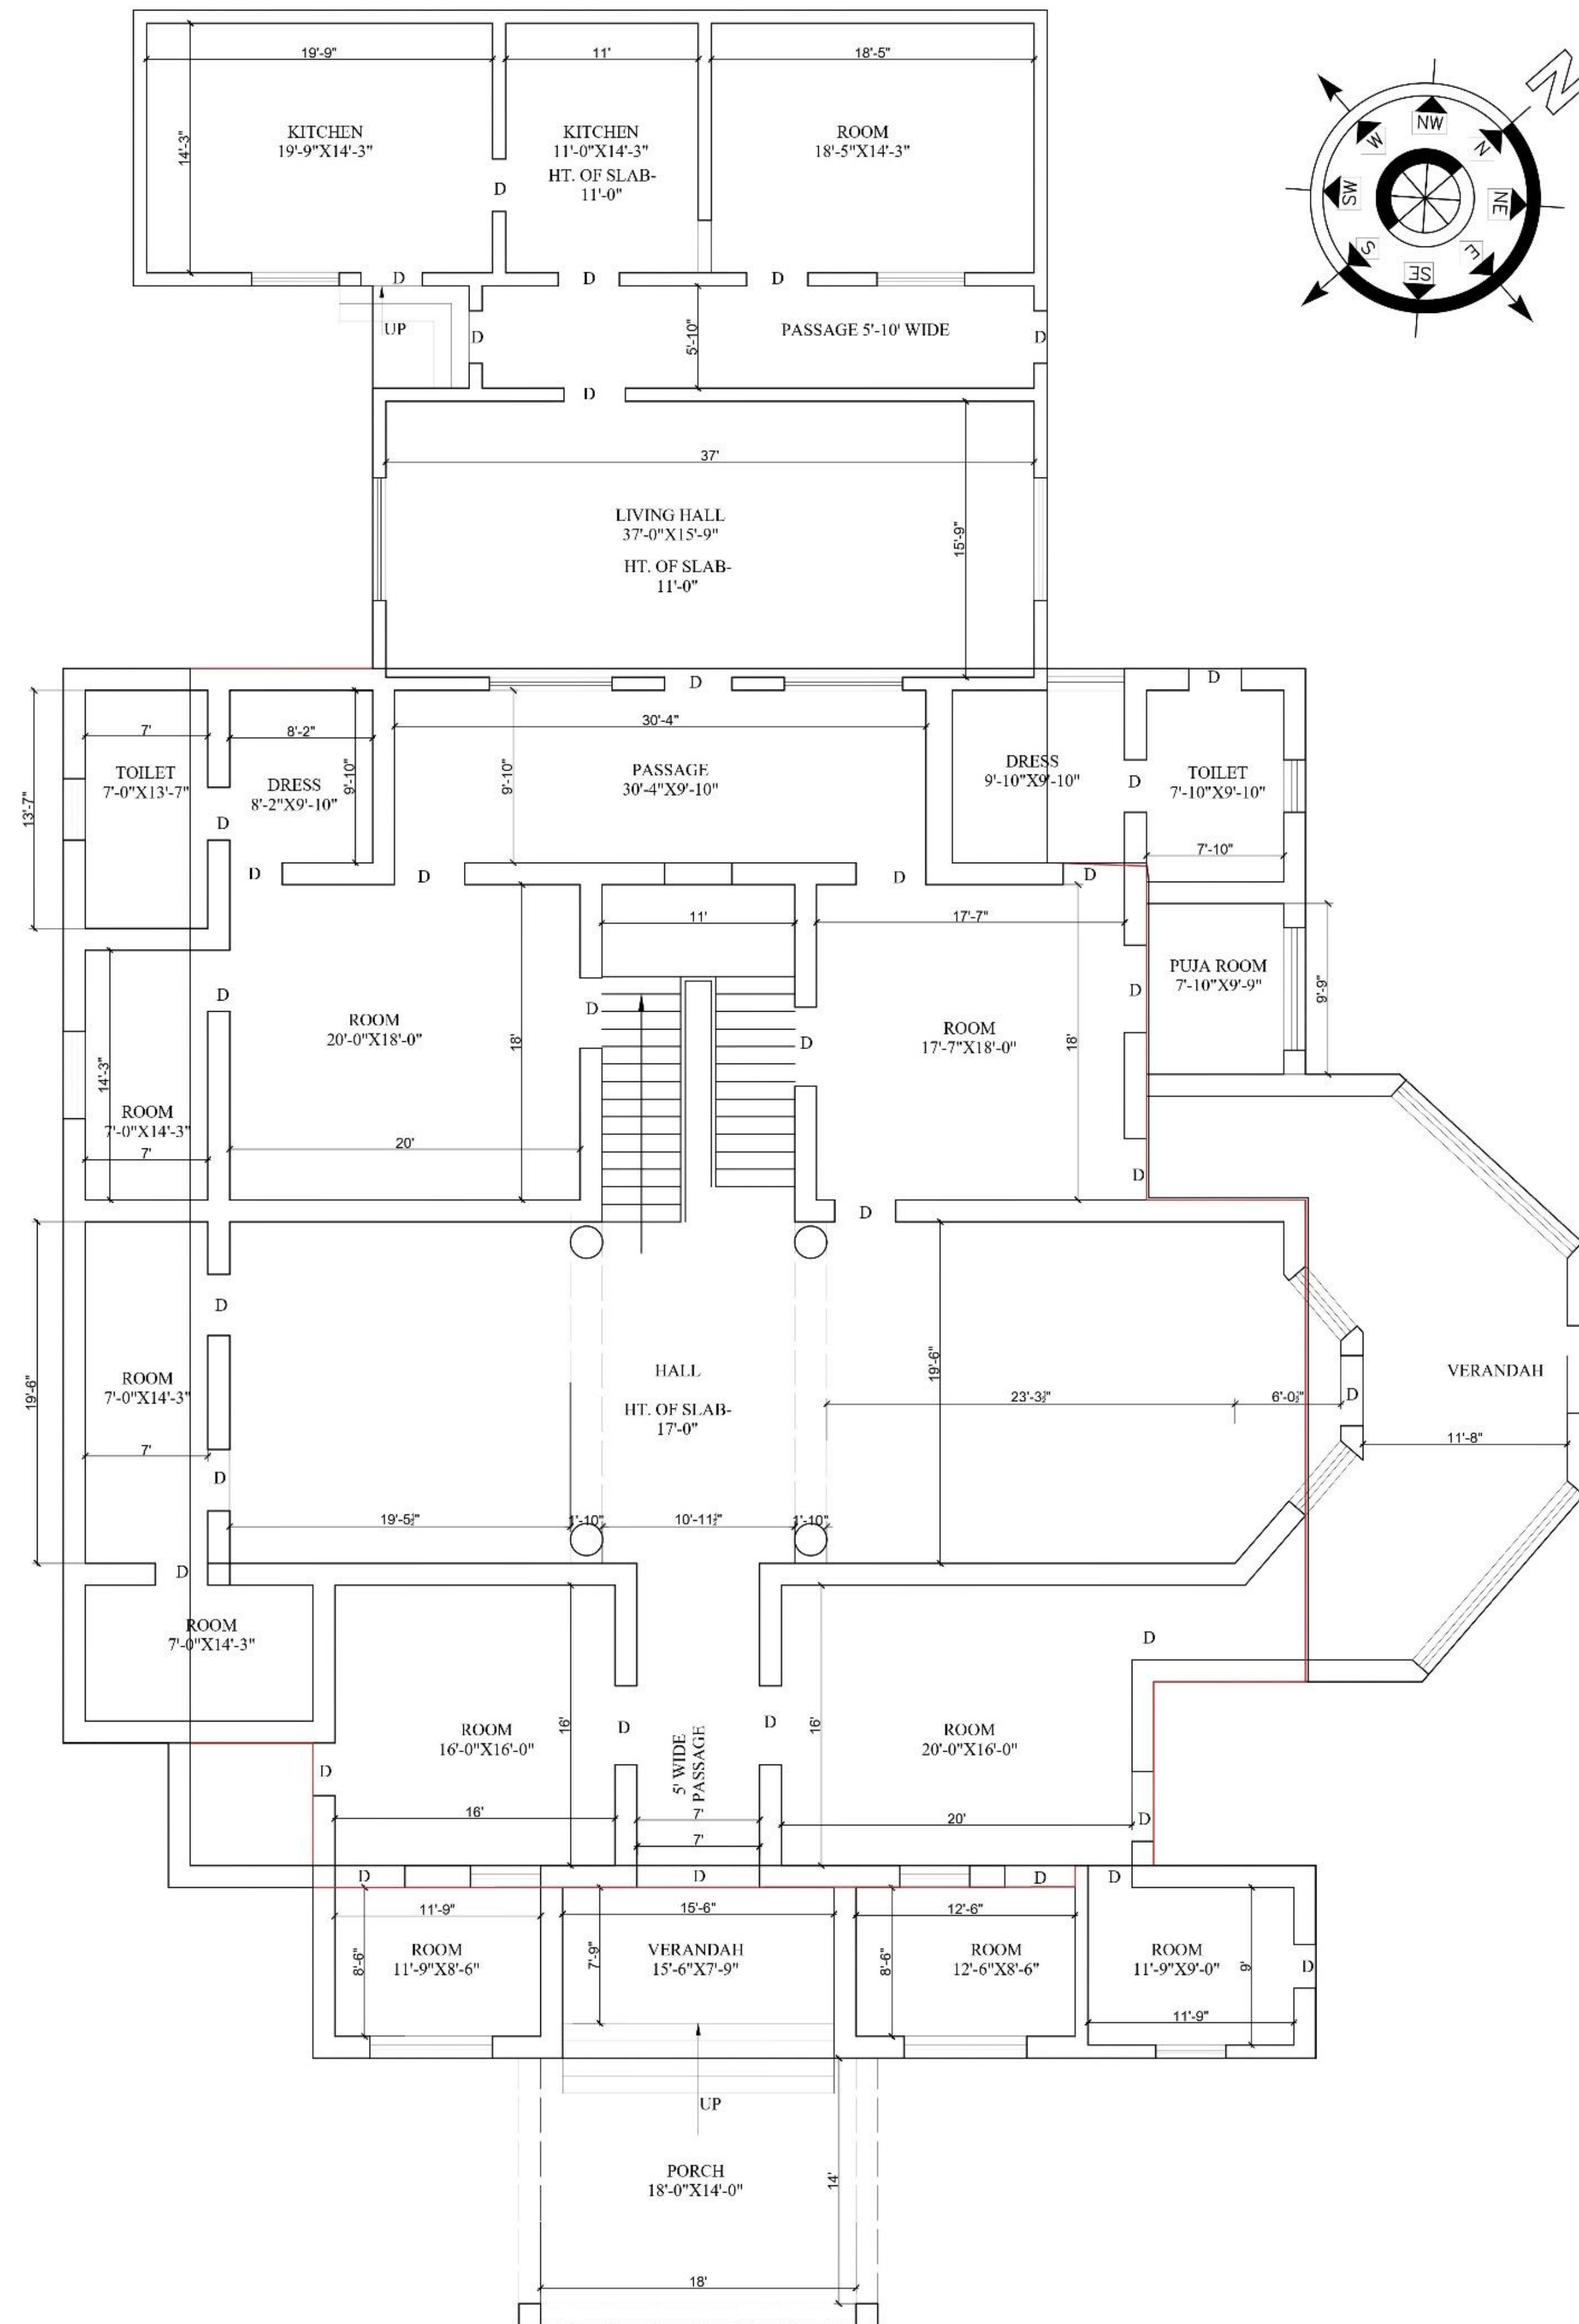 19'-9"
11'
18'-5"
N
14'-3"
KITCHEN
19'-9"X14'-3"
KITCHEN
11'-0"X14'-3"
HT. OF SLAB-
11'-0"
ROOM
18'-5"X14'-3"
NW
N
NE
E
SE
S
SW
W
D
D
D
D
UP
D
5'-10"
PASSAGE 5'-10' WIDE
D
D
37'
LIVING HALL
37'-0"X15'-9"
HT. OF SLAB-
11'-0"
15'-9"
D
D
7'
8'-2"
30'-4"
13'-7"
TOILET
7'-0"X13'-7"
DRESS
8'-2"X9'-10"
9'-10"
9'-10"
PASSAGE
30'-4"X9'-10"
DRESS
9'-10"X9'-10"
D
TOILET
7'-10"X9'-10"
D
7'-10"
D
D
D
D
11'
17'-7"
PUJA ROOM
7'-10"X9'-9"
9'-9"
D
D
D
ROOM
20'-0"X18'-0"
18'
D
ROOM
17'-7"X18'-0"
18'
14'-3"
ROOM
7'-0"X14'-3"
7'
20'
D
D
D
19'-6"
ROOM
7'-0"X14'-3"
7'
HALL
HT. OF SLAB-
17'-0"
19'-6"
23'-3½"
6'-0½"
D
VERANDAH
11'-8"
D
19'-5½"
1'-10"
10'-11½"
1'-10"
D
ROOM
7'-0"X14'-3"
D
ROOM
16'-0"X16'-0"
16'
D
5' WIDE
PASSAGE
D
16'
ROOM
20'-0"X16'-0"
D
16'
7'
20'
D
7'
D
D
D
D
11'-9"
15'-6"
12'-6"
8'-6"
ROOM
11'-9"X8'-6"
7'-9"
VERANDAH
15'-6"X7'-9"
8'-6"
ROOM
12'-6"X8'-6"
ROOM
11'-9"X9'-0"
9'
D
11'-9"
UP
PORCH
18'-0"X14'-0"
14'
18'